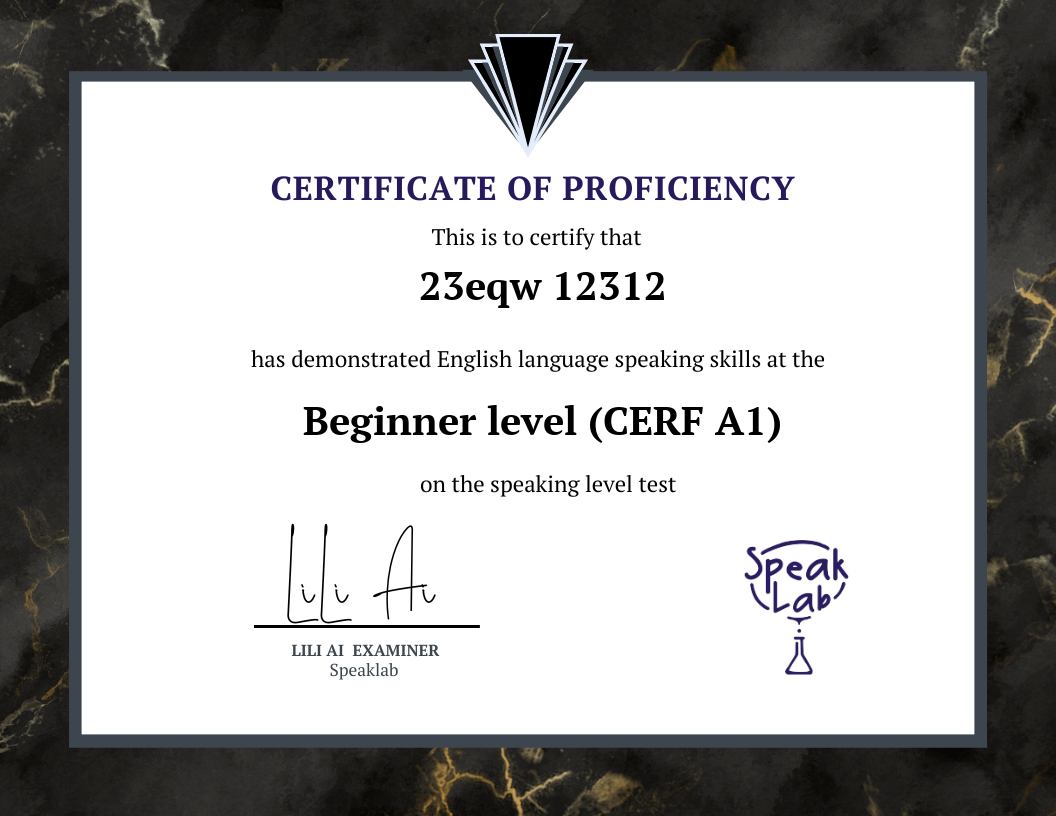 CERTIFICATE OF PROFICIENCY
This is to certify that
23eqw 12312
has demonstrated English language speaking skills at the
Beginner level (CERF A1)
on the speaking level test
LiLi Ai
LILI AI EXAMINER
Speaklab
Speak
Lab